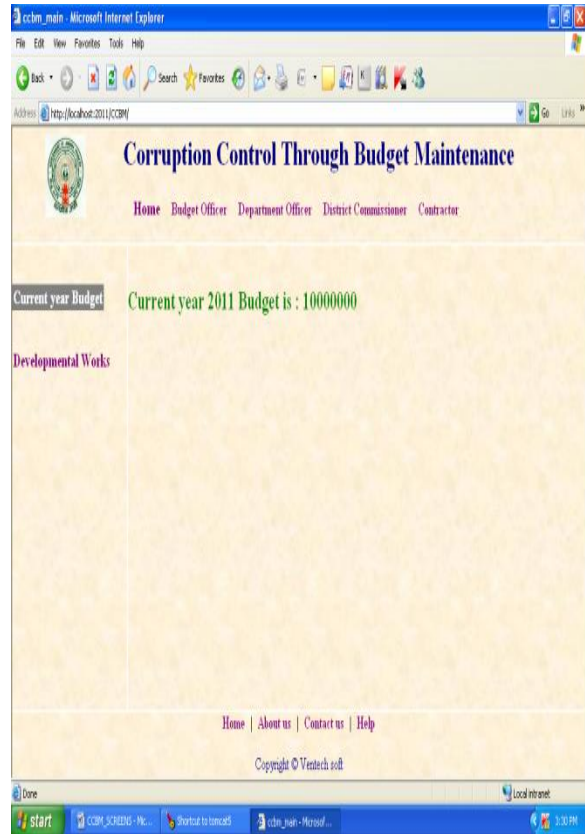 ccbm_main - Microsoft Internet Explorer
File Edit View Favorites Tools Help
Back Search Favorites
Address http://localhost:2011/CCBM/ Go Links »
Corruption Control Through Budget Maintenance
Home Budget Officer Department Officer District Commissioner Contractor
Current year Budget
Current year 2011 Budget is : 10000000
Developmental Works
Home | About us | Contact us | Help
Copyright © Ventech soft
Done Local intranet
start CCBM_SCREENS - Mic... Shortcut to tomcat5 ccbm_main - Microsof... 3:30 PM